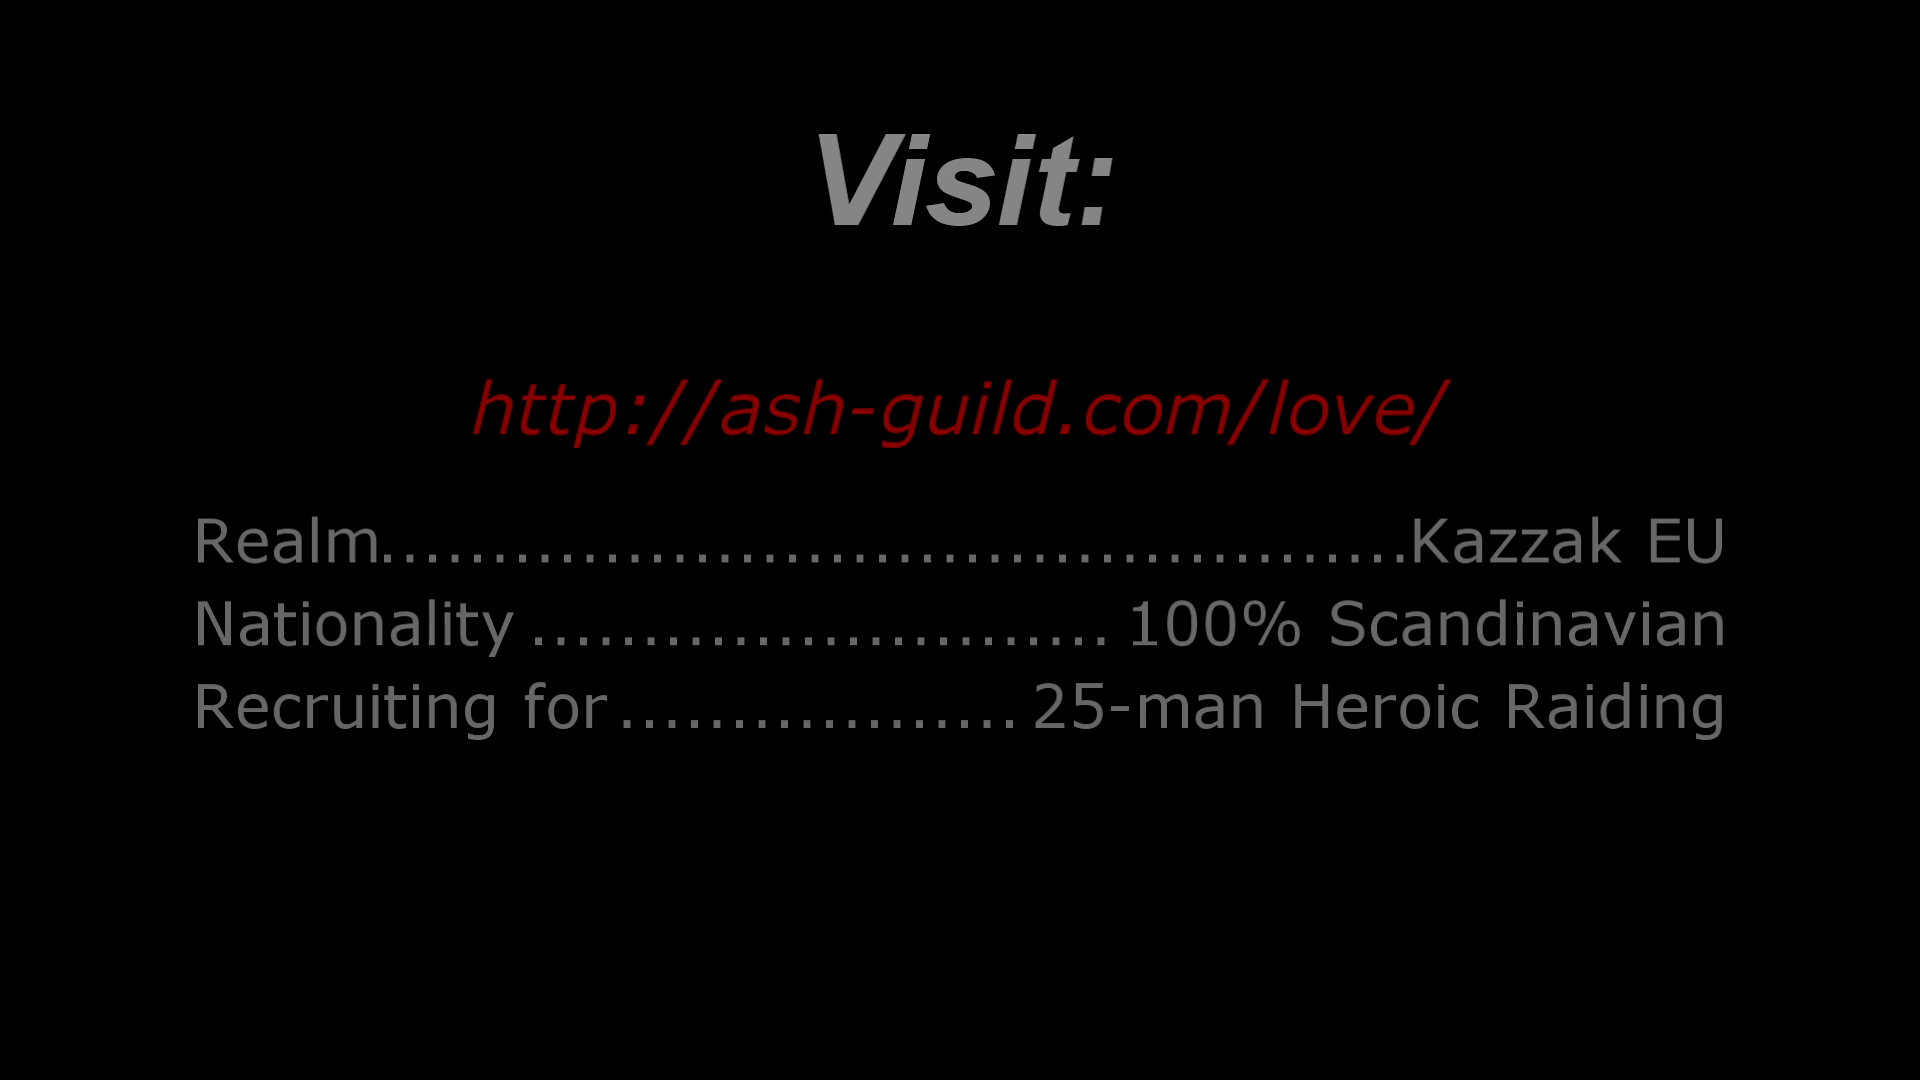 Visit:
http://ash-guild.com/love/
Realm..............................................Kazzak EU
Nationality .......................... 100% Scandinavian
Recruiting for .................. 25-man Heroic Raiding